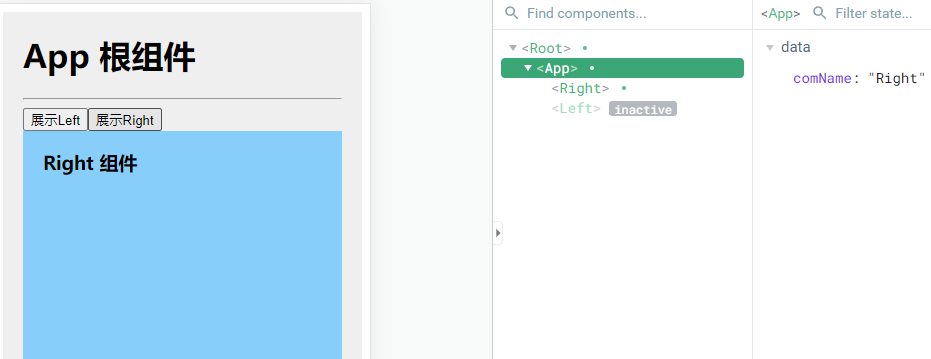 App 根组件
展示Left 展示Right
Right 组件
Find components...
<Root>
<App>
<Right>
<Left> inactive
<App> Filter state...
data
comName: "Right"